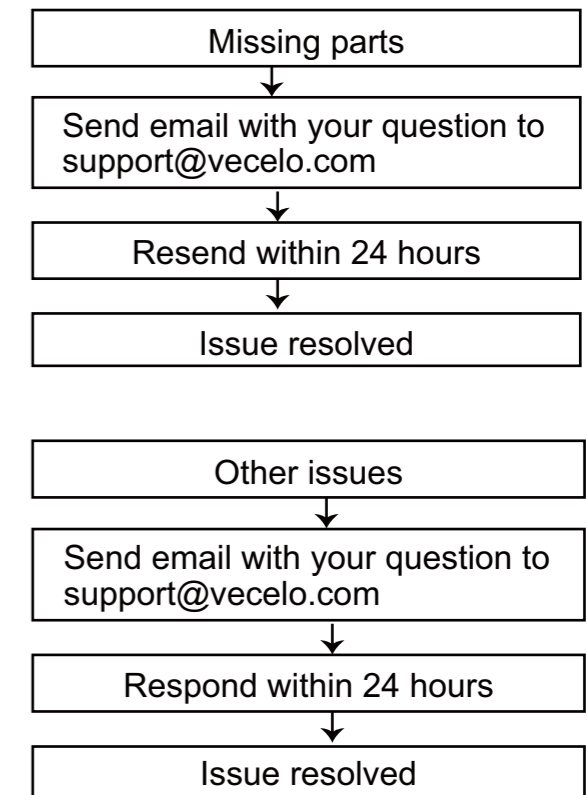 Missing parts
Send email with your question to
support@vecelo.com
Resend within 24 hours
Issue resolved
Other issues
Send email with your question to
support@vecelo.com
Respond within 24 hours
Issue resolved